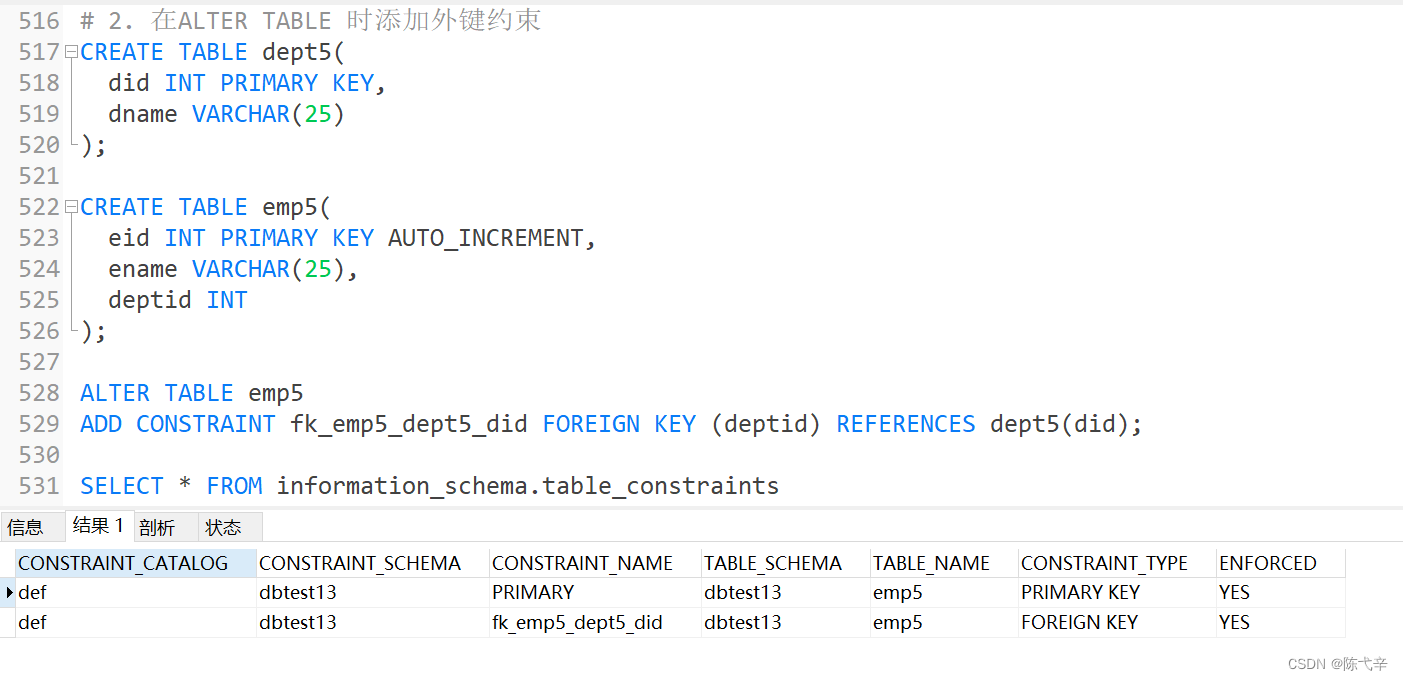 516 # 2. 在ALTER TABLE 时添加外键约束
517 CREATE TABLE dept5(
518 did INT PRIMARY KEY,
519 dname VARCHAR(25)
520 );
521
522 CREATE TABLE emp5(
523 eid INT PRIMARY KEY AUTO_INCREMENT,
524 ename VARCHAR(25),
525 deptid INT
526 );
527
528 ALTER TABLE emp5
529 ADD CONSTRAINT fk_emp5_dept5_did FOREIGN KEY (deptid) REFERENCES dept5(did);
530
531 SELECT * FROM information_schema.table_constraints
信息 结果 1 剖析 状态
CONSTRAINT_CATALOG CONSTRAINT_SCHEMA CONSTRAINT_NAME TABLE_SCHEMA TABLE_NAME CONSTRAINT_TYPE ENFORCED
def dbtest13 PRIMARY dbtest13 emp5 PRIMARY KEY YES
def dbtest13 fk_emp5_dept5_did dbtest13 emp5 FOREIGN KEY YES
CSDN @陈弋辛